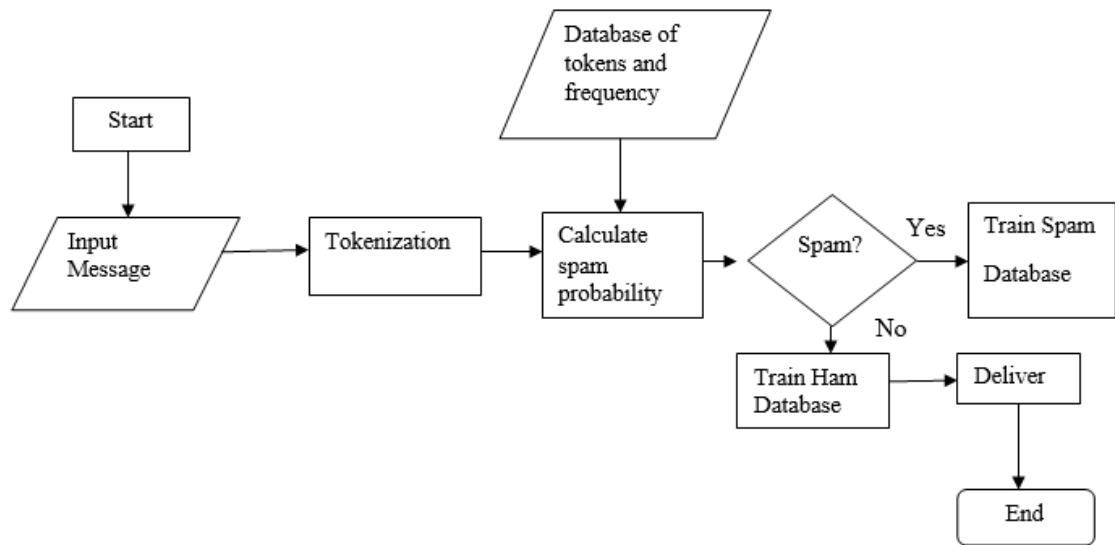 Start
Input
Message
Tokenization
Database of
tokens and
frequency
Calculate
spam
probability
Spam?
Yes
Train Spam
Database
No
Train Ham
Database
Deliver
End